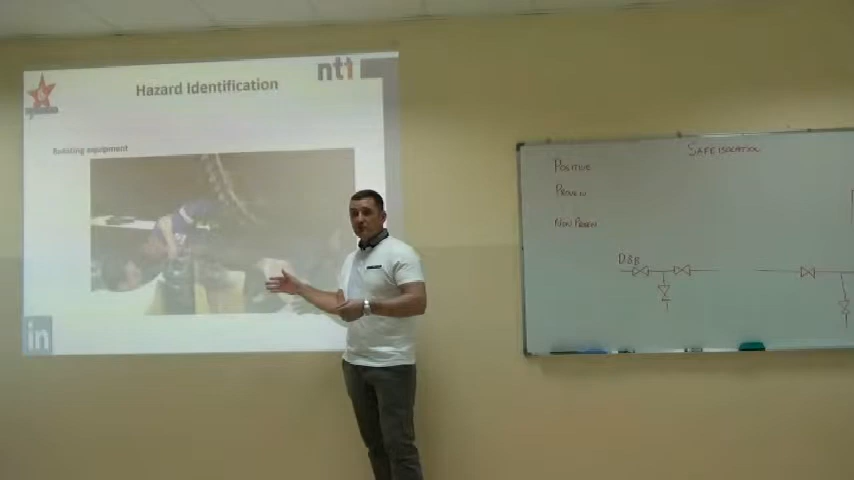 nti
Hazard Identification
Rotating equipment
in
SAFE ISOLATION
POSITIVE
PROVEN
NON PROVEN
DBB